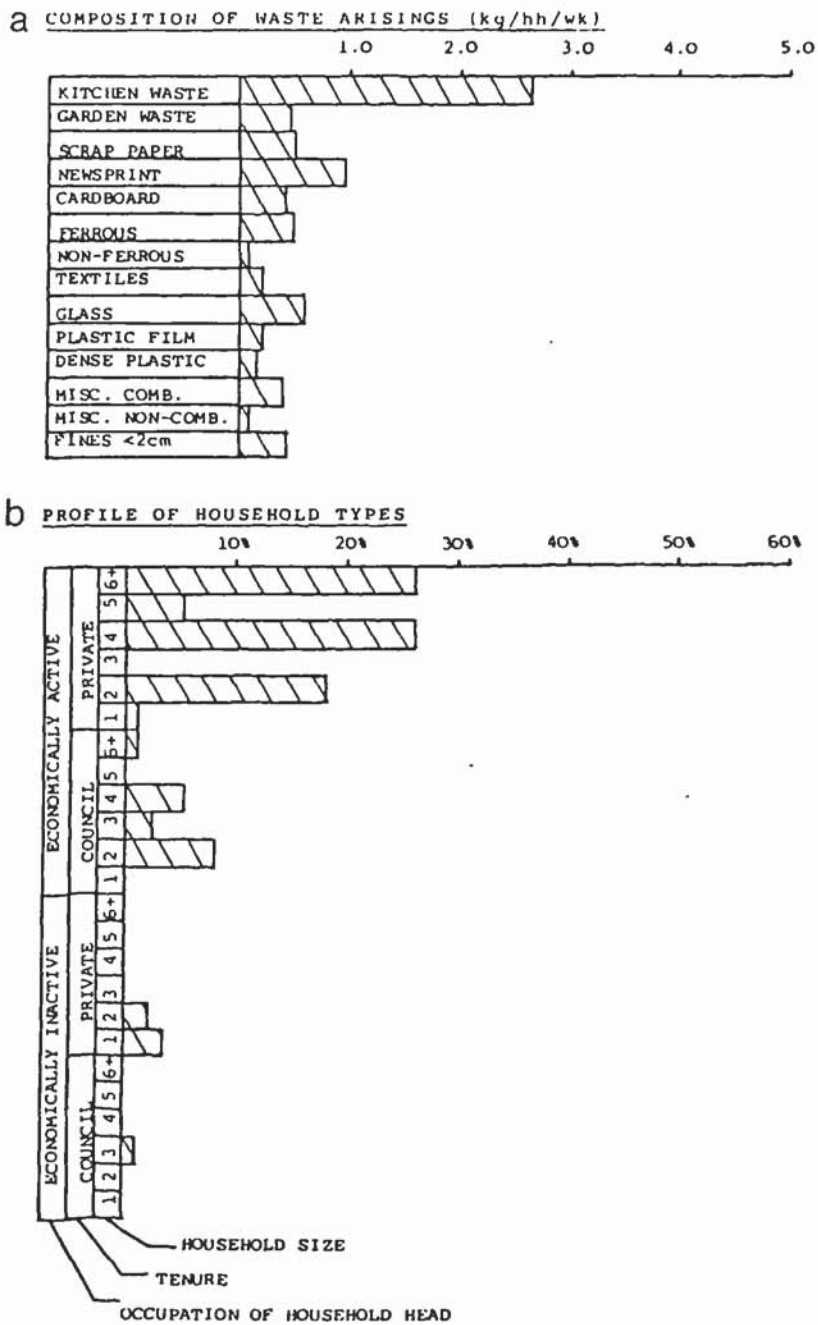 a COMPOSITION OF WASTE ARISINGS (kg/hh/wk)
1.0 2.0 3.0 4.0 5.0
KITCHEN WASTE
GARDEN WASTE
SCRAP PAPER
NEWSPRINT
CARDBOARD
FERROUS
NON-FERROUS
TEXTILES
GLASS
PLASTIC FILM
DENSE PLASTIC
MISC. COMB.
MISC. NON-COMB.
FINES <2cm
b PROFILE OF HOUSEHOLD TYPES
10% 20% 30% 40% 50% 60%
ECONOMICALLY ACTIVE
PRIVATE
6+
5
4
3
2
1
COUNCIL
6+
5
4
3
2
1
ECONOMICALLY INACTIVE
PRIVATE
6+
5
4
3
2
1
COUNCIL
6+
5
4
3
2
1
HOUSEHOLD SIZE
TENURE
OCCUPATION OF HOUSEHOLD HEAD